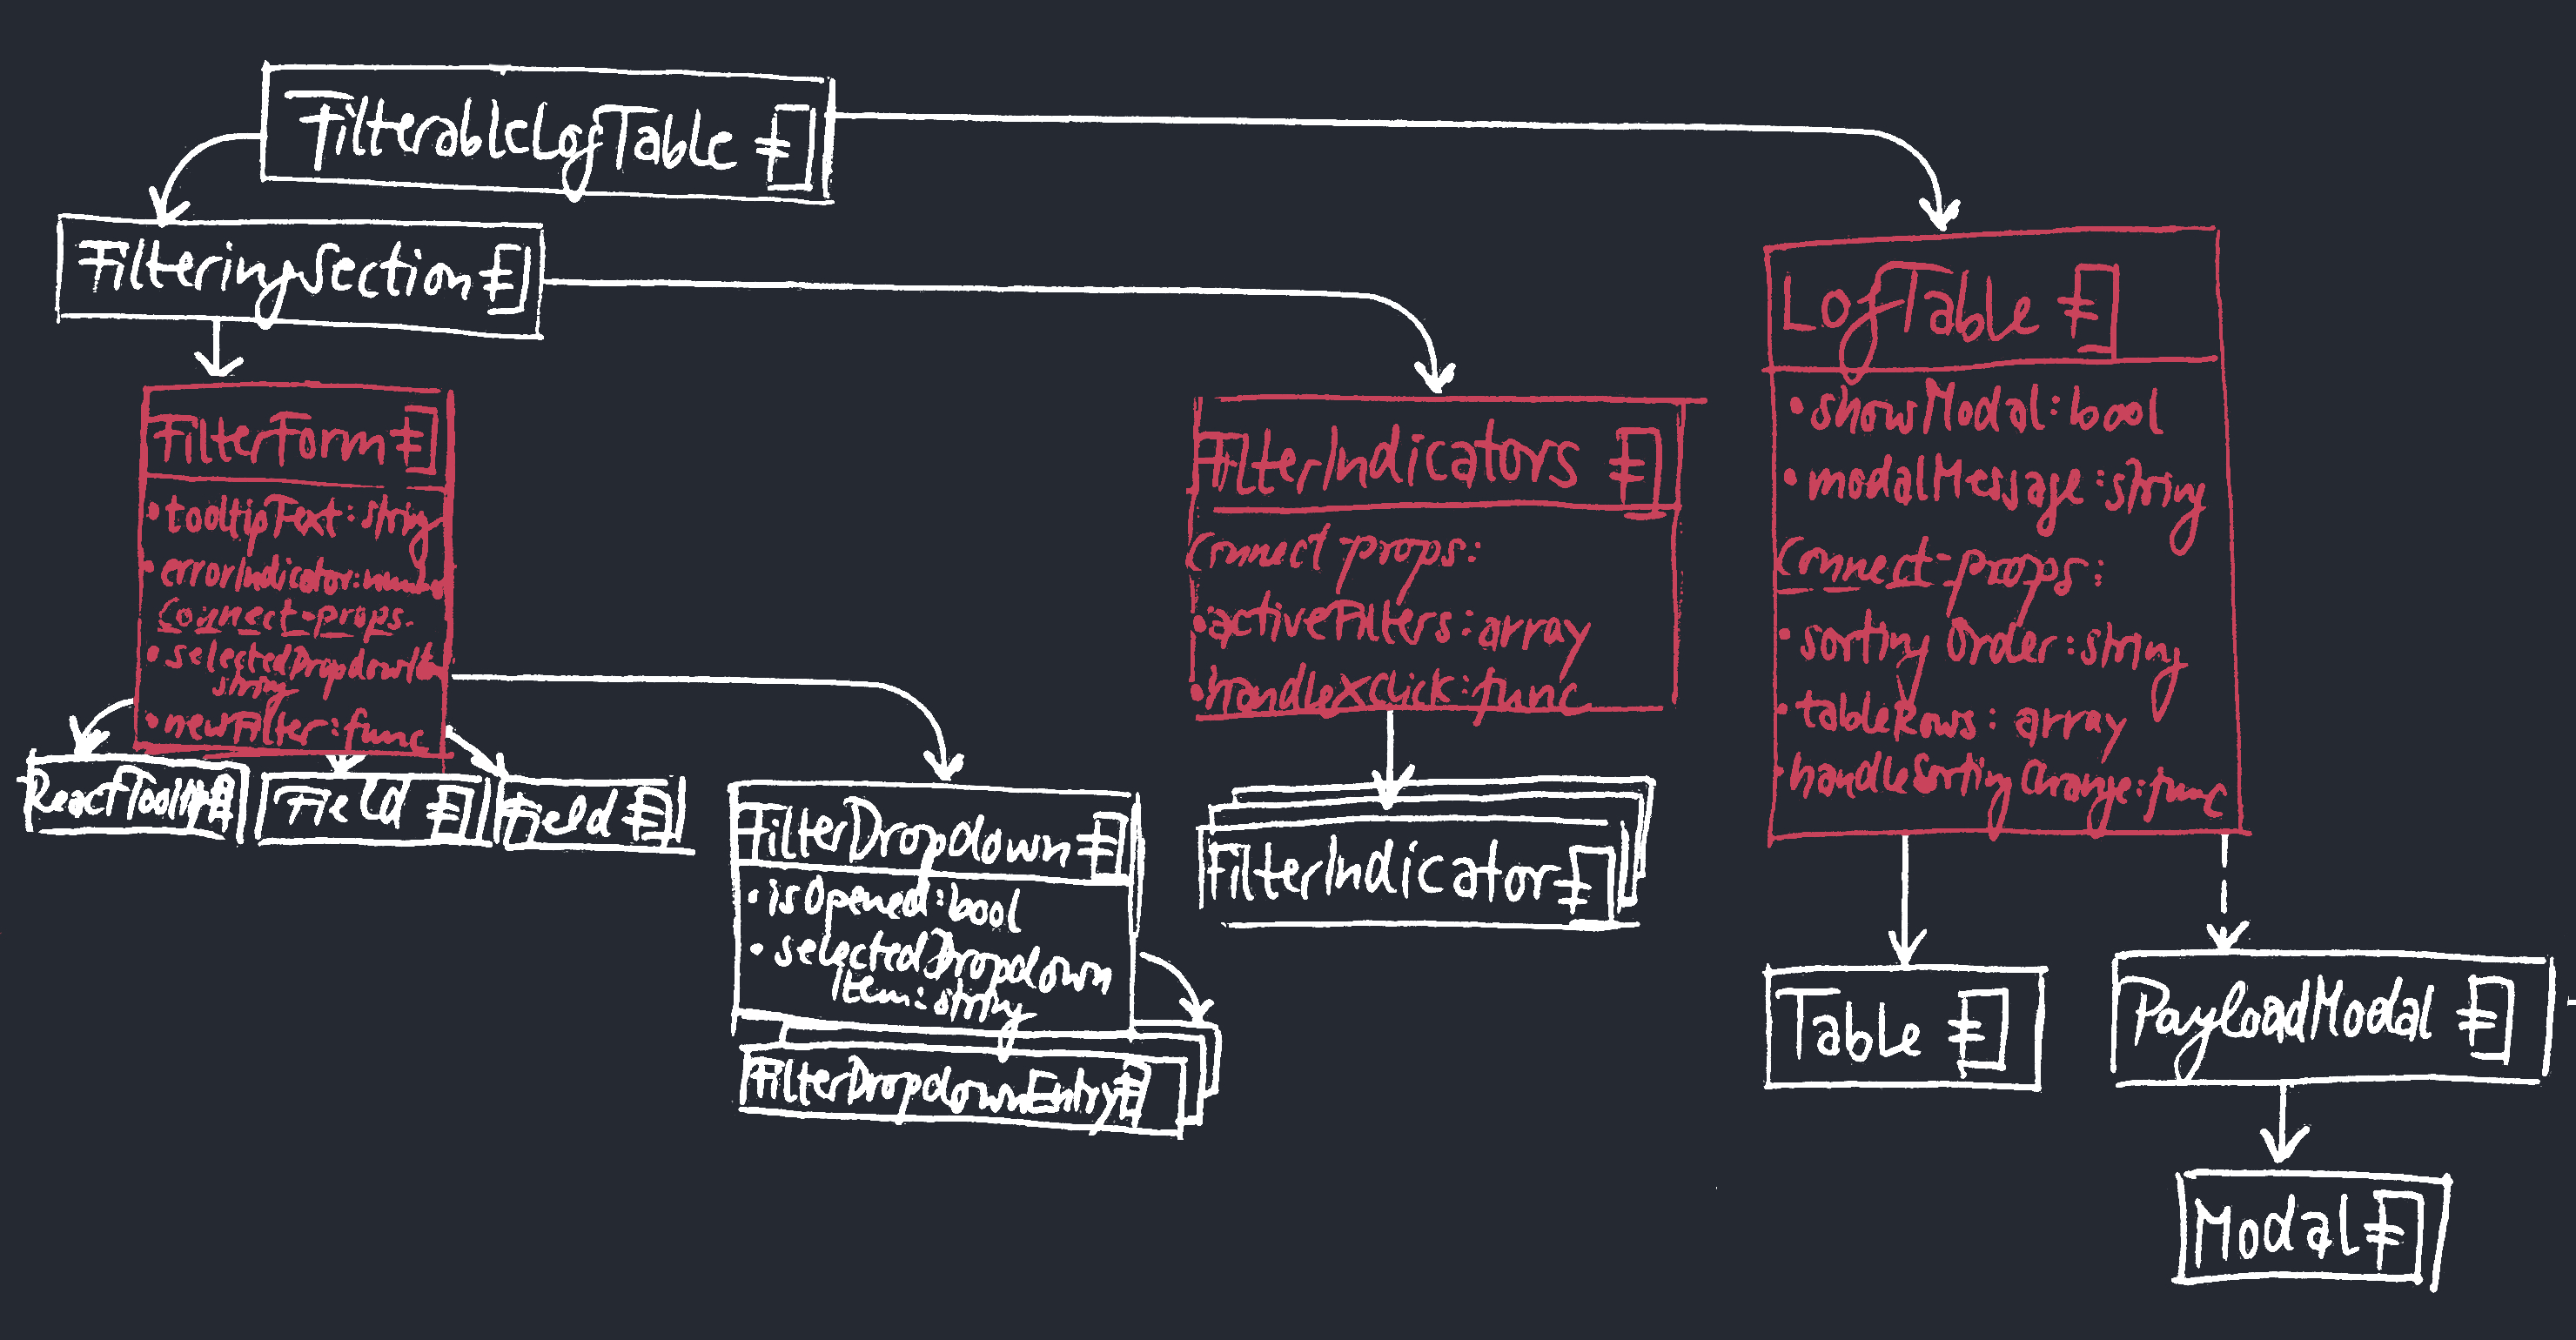 FilterableLogTable
FilteringSection
FilterForm
•tooltipText:string
•errorIndicator:number
Connect-props:
•selectedDropdownItem
string
•newFilter:func
ReactTooltip
Field
Field
FilterDropdown
•isOpened:bool
•selectedDropdown
Item:string
FilterDropdownEntry
FilterIndicators
Connect props:
•activeFilters:array
•handleXClick:func
FilterIndicator
LogTable
•showModal:bool
•modalMessage:string
Connect-props:
•sorting Order:string
•tableRows: array
•handleSortingChange:func
Table
PayloadModal
Modal